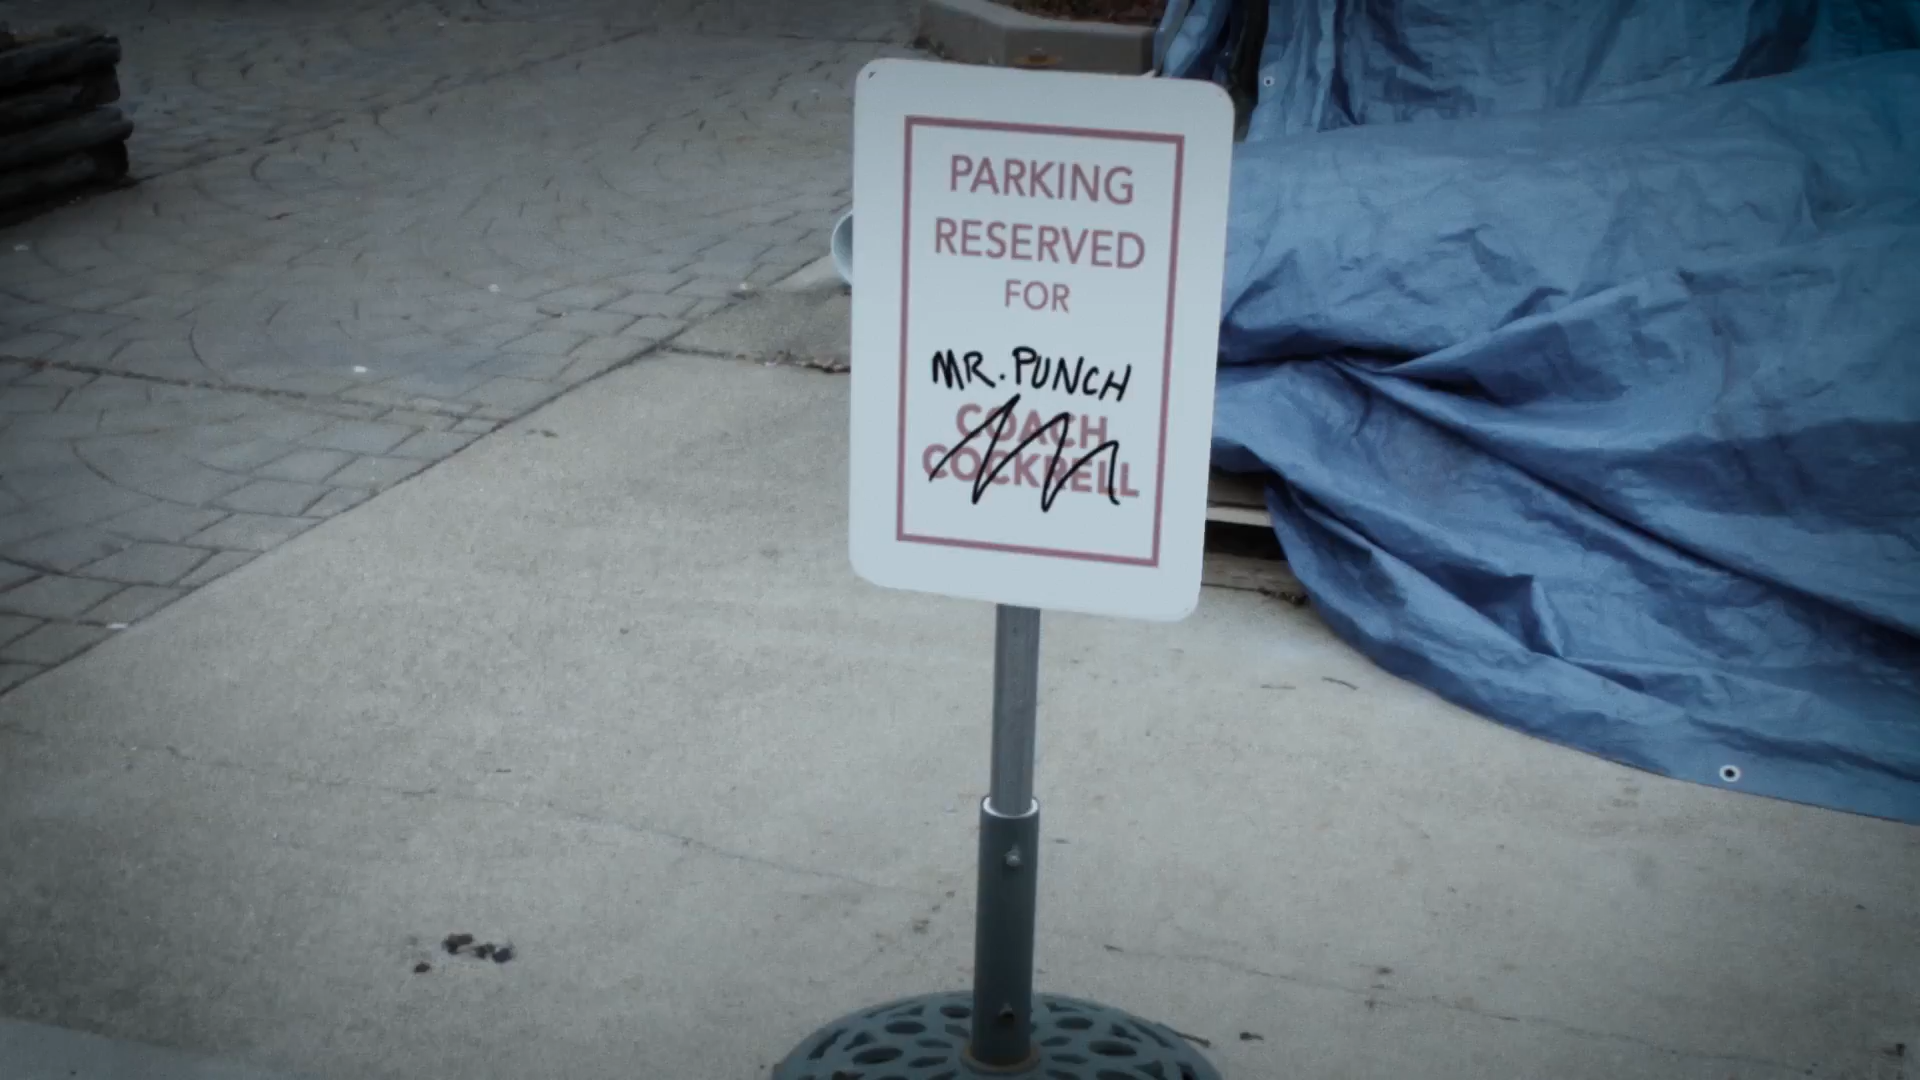 PARKING
RESERVED
FOR
MR. PUNCH
COACH
COCKRELL